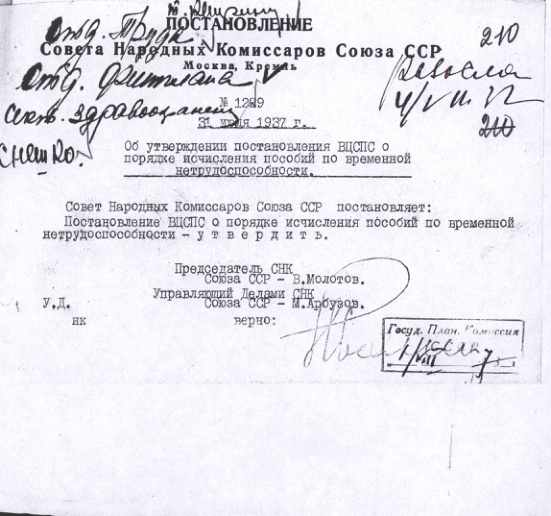 ПОСТАНОВЛЕНИЕ
Совета Народных Комиссаров Союза ССР
Москва, Кремль
210
Отд. Труда
Отд. Финплана
сект. здравоохранен
№ 1289
31 июля 1937 г.
210
Об утверждении постановления ВЦСПС о
порядке исчисления пособий по временной
нетрудоспособности.
Совет Народных Комиссаров Союза ССР постановляет:
Постановление ВЦСПС о порядке исчисления пособий по временной
нетрудоспособности – у т в е р д и т ь.
Председатель СНК
Союза ССР – В.Молотов.
Управляющий Делами СНК
Союза ССР – М.Арбузов.
У.Д.
як
верно:
Госуд. План. Комиссия